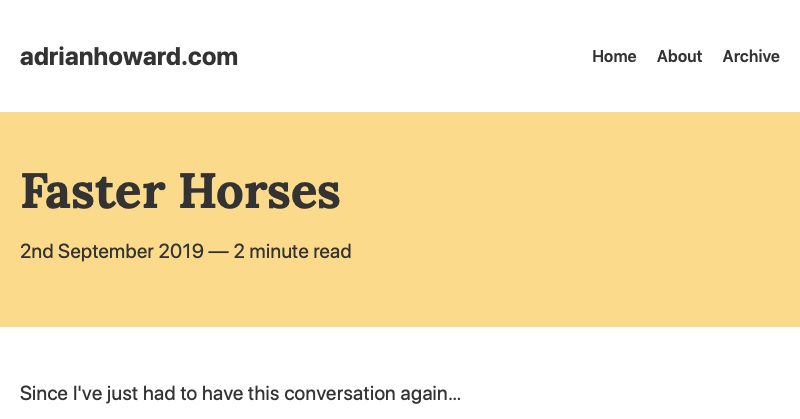 adrianhoward.com
Home About Archive
Faster Horses
2nd September 2019 — 2 minute read
Since I've just had to have this conversation again...